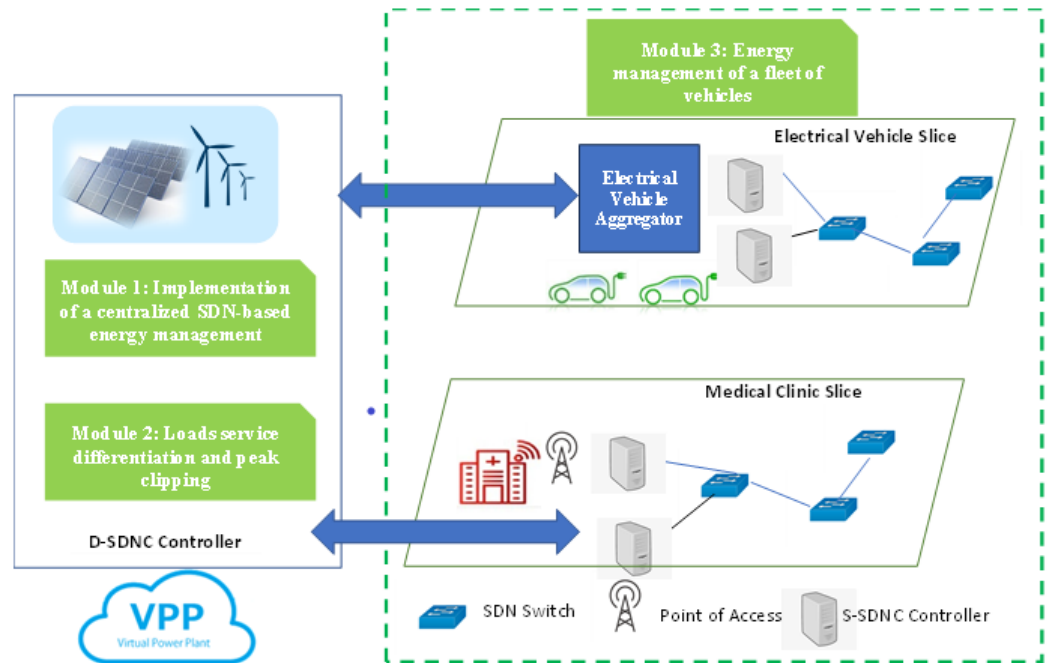 Module 3: Energy
management of a fleet of
vehicles
Electrical Vehicle Slice
Electrical
Vehicle
Aggregator
Module 1: Implementation
of a centralized SDN-based
energy management
Module 2: Loads service
differentiation and peak
clipping
D-SDNC Controller
VPP
Virtual Power Plant
Medical Clinic Slice
SDN Switch
Point of Access
S-SDNC Controller